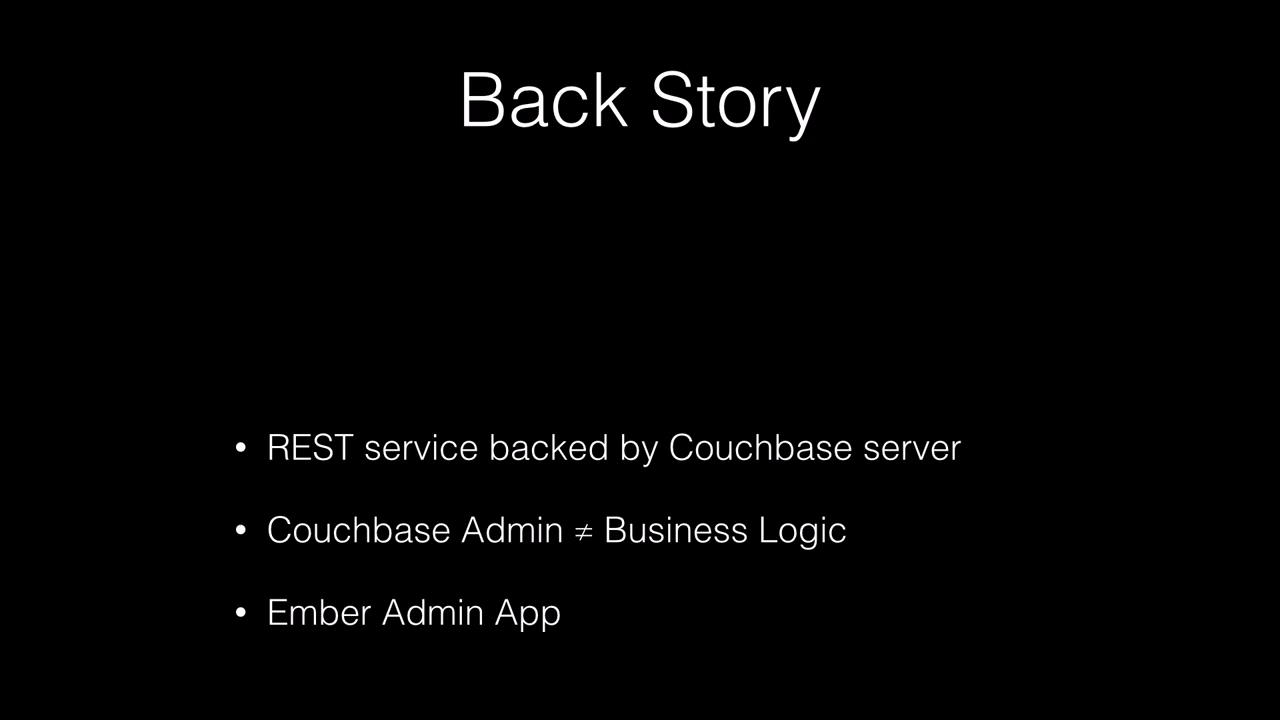 Back Story
• REST service backed by Couchbase server
• Couchbase Admin ≠ Business Logic
• Ember Admin App